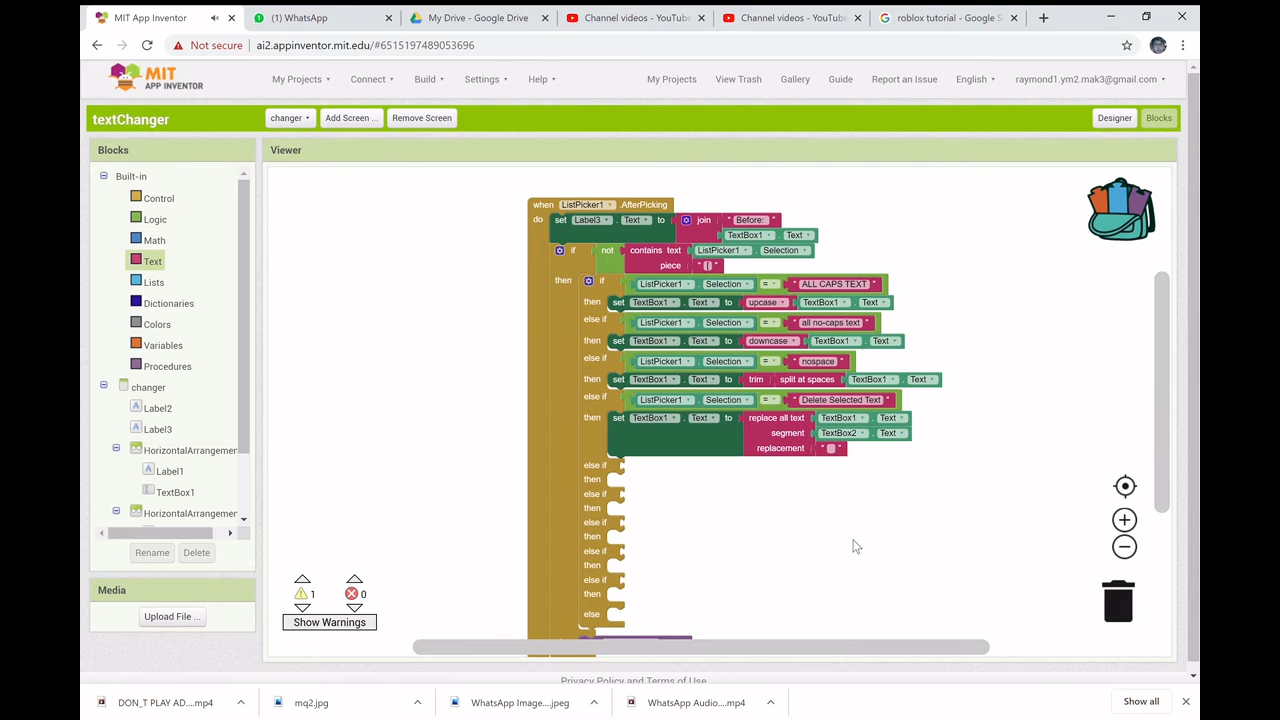 MIT App Inventor
(1) WhatsApp
My Drive - Google Drive
Channel videos - YouTube
Channel videos - YouTube
roblox tutorial - Google S
Not secure
ai2.appinventor.mit.edu/#6515197489053696
MIT
APP INVENTOR
My Projects
Connect
Build
Settings
Help
My Projects
View Trash
Gallery
Guide
Report an Issue
English
raymond1.ym2.mak3@gmail.com
textChanger
changer
Add Screen ...
Remove Screen
Designer
Blocks
Blocks
Built-in
Control
Logic
Math
Text
Lists
Dictionaries
Colors
Variables
Procedures
changer
Label2
Label3
HorizontalArrangemen
Label1
TextBox1
HorizontalArrangemen
Rename
Delete
Media
Upload File ...
Viewer
when ListPicker1 .AfterPicking
do set Label3 . Text to join " Before: "
TextBox1 . Text
if not contains text ListPicker1 . Selection
piece " [ "
then if ListPicker1 . Selection = " ALL CAPS TEXT "
then set TextBox1 . Text to upcase TextBox1 . Text
else if ListPicker1 . Selection = " all no-caps text "
then set TextBox1 . Text to downcase TextBox1 . Text
else if ListPicker1 . Selection = " nospace "
then set TextBox1 . Text to trim split at spaces TextBox1 . Text
else if ListPicker1 . Selection = " Delete Selected Text "
then set TextBox1 . Text to replace all text TextBox1 . Text
segment TextBox2 . Text
replacement " "
else if
then
else if
then
else if
then
else if
then
else if
then
else
1
0
Show Warnings
Privacy Policy and Terms of Use
DON_T PLAY AD....mp4
mq2.jpg
WhatsApp Image....jpeg
WhatsApp Audio....mp4
Show all